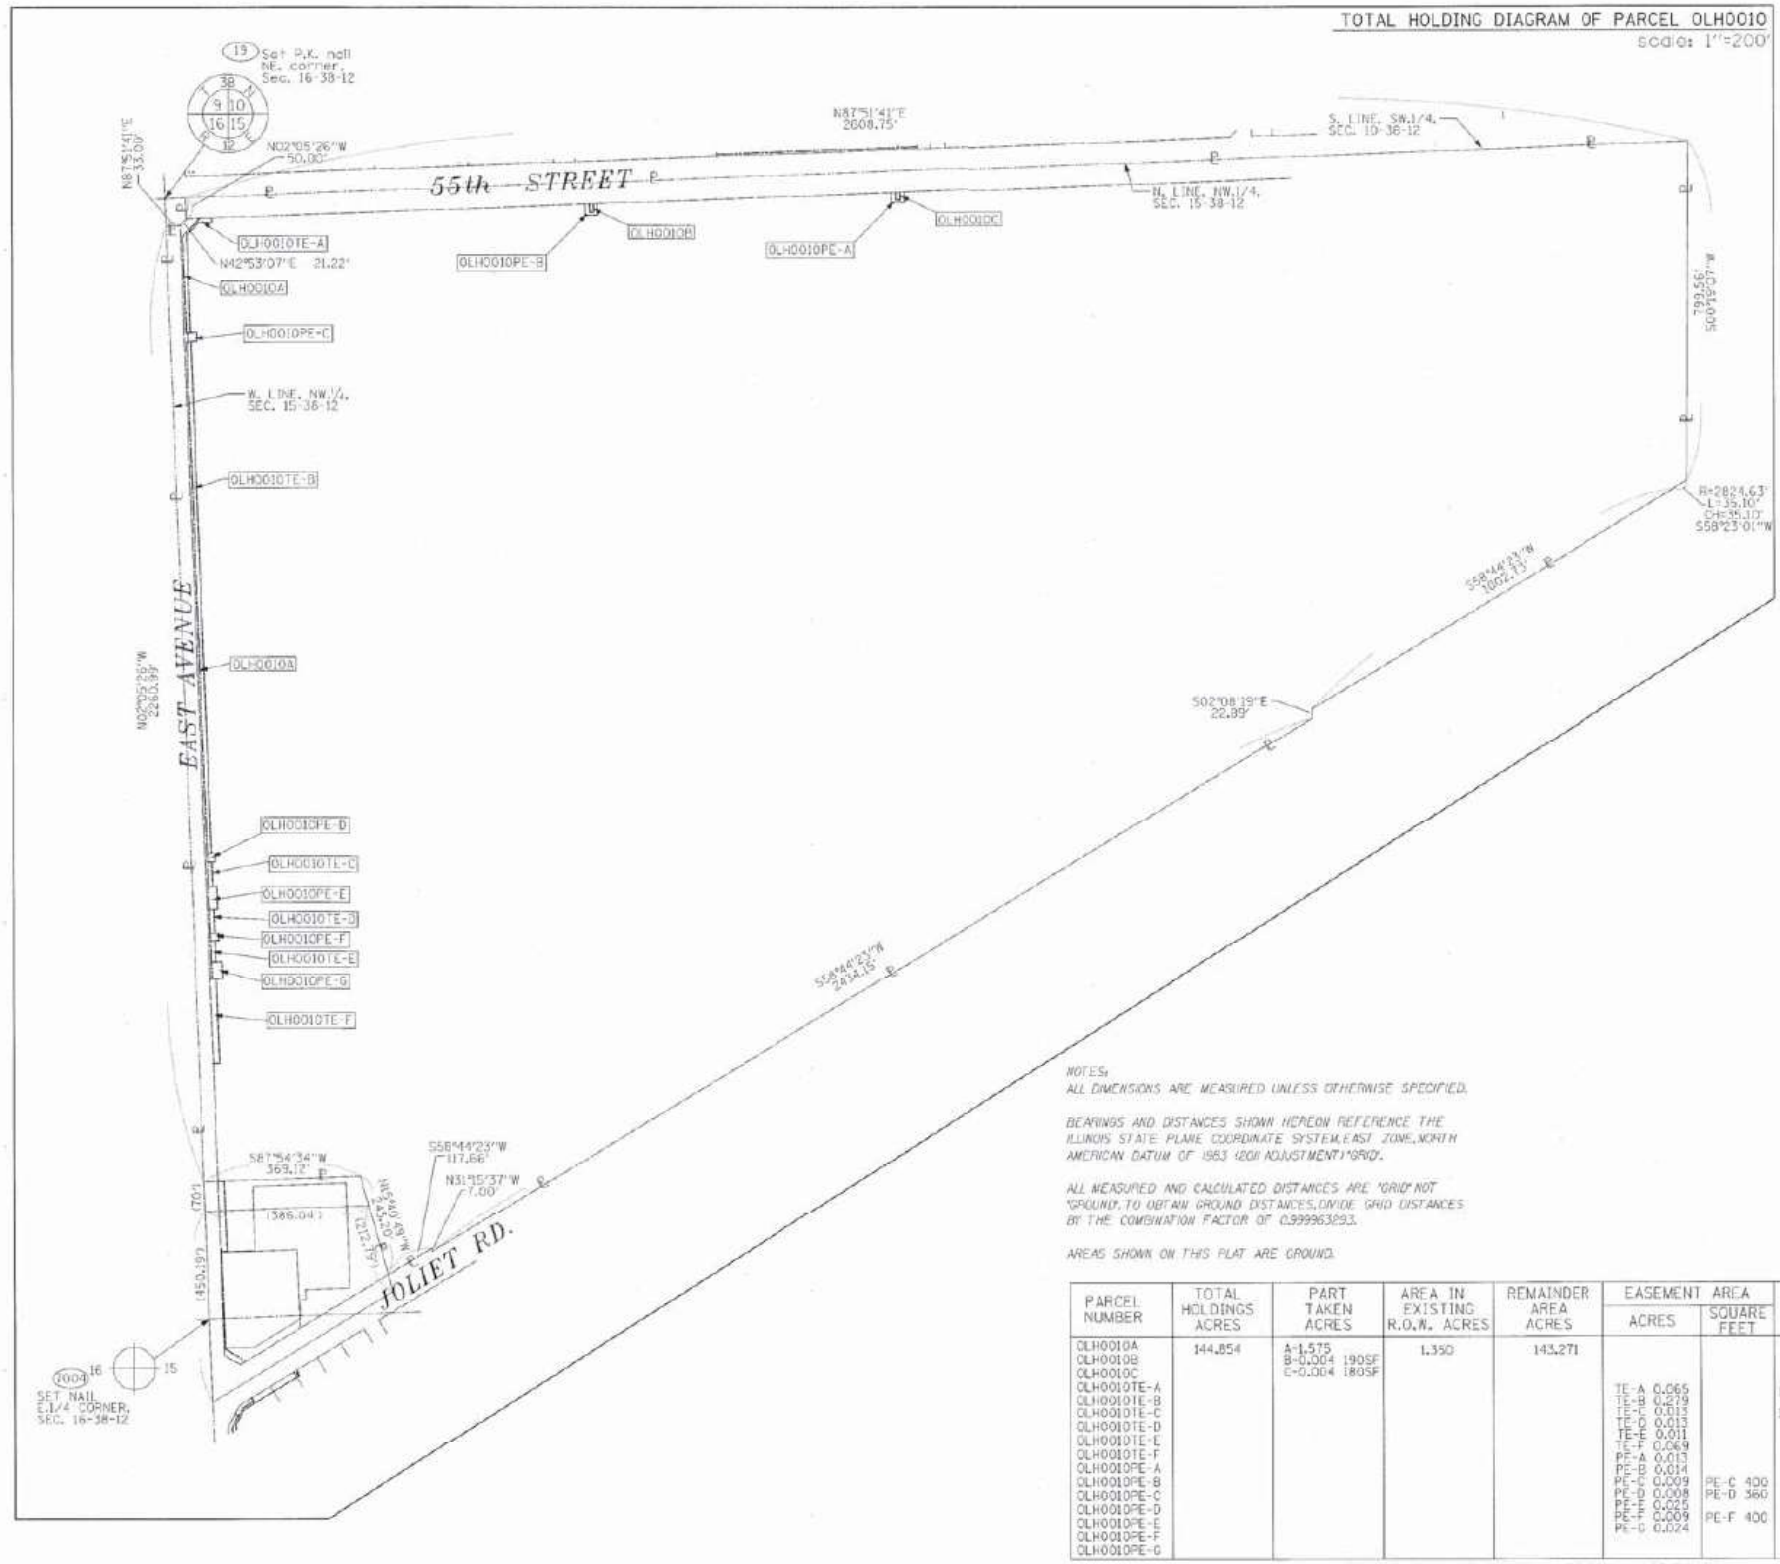 TOTAL HOLDING DIAGRAM OF PARCEL OLH0010
scale: 1"=200'
19 Set P.K. nail
NE. corner,
Sec. 16-38-12
38
T N
9 10
16 15
R E
12
N87°51'41"E
33.00'
N02°05'26"W
50.00'
N87°51'41"E
2608.75'
S. LINE. SW.1/4.
SEC. 10-38-12
55th STREET
N. LINE. NW.1/4.
SEC. 15-38-12
OLH0010TE-A
N42°53'07"E 21.22'
OLH0010B
OLH0010C
OLH0010PE-B
OLH0010PE-A
OLH0010A
OLH0010PE-C
799.56'
S00°19'07"W
W. LINE. NW.1/4.
SEC. 15-38-12
OLH0010TE-B
R=2824.63'
L=35.10'
CH=35.10'
S58°23'01"W
S58°44'23"W
1002.73'
EAST AVENUE
N02°05'26"W
2260.99'
OLH0010A
S02°08'19"E
22.89'
OLH0010PE-D
OLH0010TE-C
OLH0010PE-E
OLH0010TE-D
OLH0010PE-F
OLH0010TE-E
OLH0010PE-G
OLH0010TE-F
S58°44'23"W
2434.15'
NOTES:
ALL DIMENSIONS ARE MEASURED UNLESS OTHERWISE SPECIFIED.
BEARINGS AND DISTANCES SHOWN HEREON REFERENCE THE
ILLINOIS STATE PLANE COORDINATE SYSTEM, EAST ZONE, NORTH
AMERICAN DATUM OF 1983 (2011 ADJUSTMENT) "GRID".
ALL MEASURED AND CALCULATED DISTANCES ARE "GRID" NOT
"GROUND". TO OBTAIN GROUND DISTANCES, DIVIDE GRID DISTANCES
BY THE COMBINATION FACTOR OF 0.999963293.
AREAS SHOWN ON THIS PLAT ARE GROUND.
S87°54'34"W
369.12'
S58°44'23"W
117.66'
N31°15'37"W
7.00'
(70')
(386.04')
N15°40'49"W
245.20'
(212.79')
(450.19')
JOLIET RD.
7004 16 15
SET NAIL
E.1/4 CORNER,
SEC. 16-38-12
PARCEL NUMBER TOTAL HOLDINGS ACRES PART TAKEN ACRES AREA IN EXISTING R.O.W. ACRES REMAINDER AREA ACRES EASEMENT AREA
ACRES SQUARE FEET
OLH0010A 144.854 A-1.575 1.350 143.271
OLH0010B B-0.004 190SF
OLH0010C C-0.004 180SF
OLH0010TE-A TE-A 0.065
OLH0010TE-B TE-B 0.279
OLH0010TE-C TE-C 0.013
OLH0010TE-D TE-D 0.013
OLH0010TE-E TE-E 0.011
OLH0010TE-F TE-F 0.069
OLH0010PE-A PE-A 0.013
OLH0010PE-B PE-B 0.014
OLH0010PE-C PE-C 0.009 PE-C 400
OLH0010PE-D PE-D 0.008 PE-D 360
OLH0010PE-E PE-E 0.025
OLH0010PE-F PE-F 0.009 PE-F 400
OLH0010PE-G PE-G 0.024